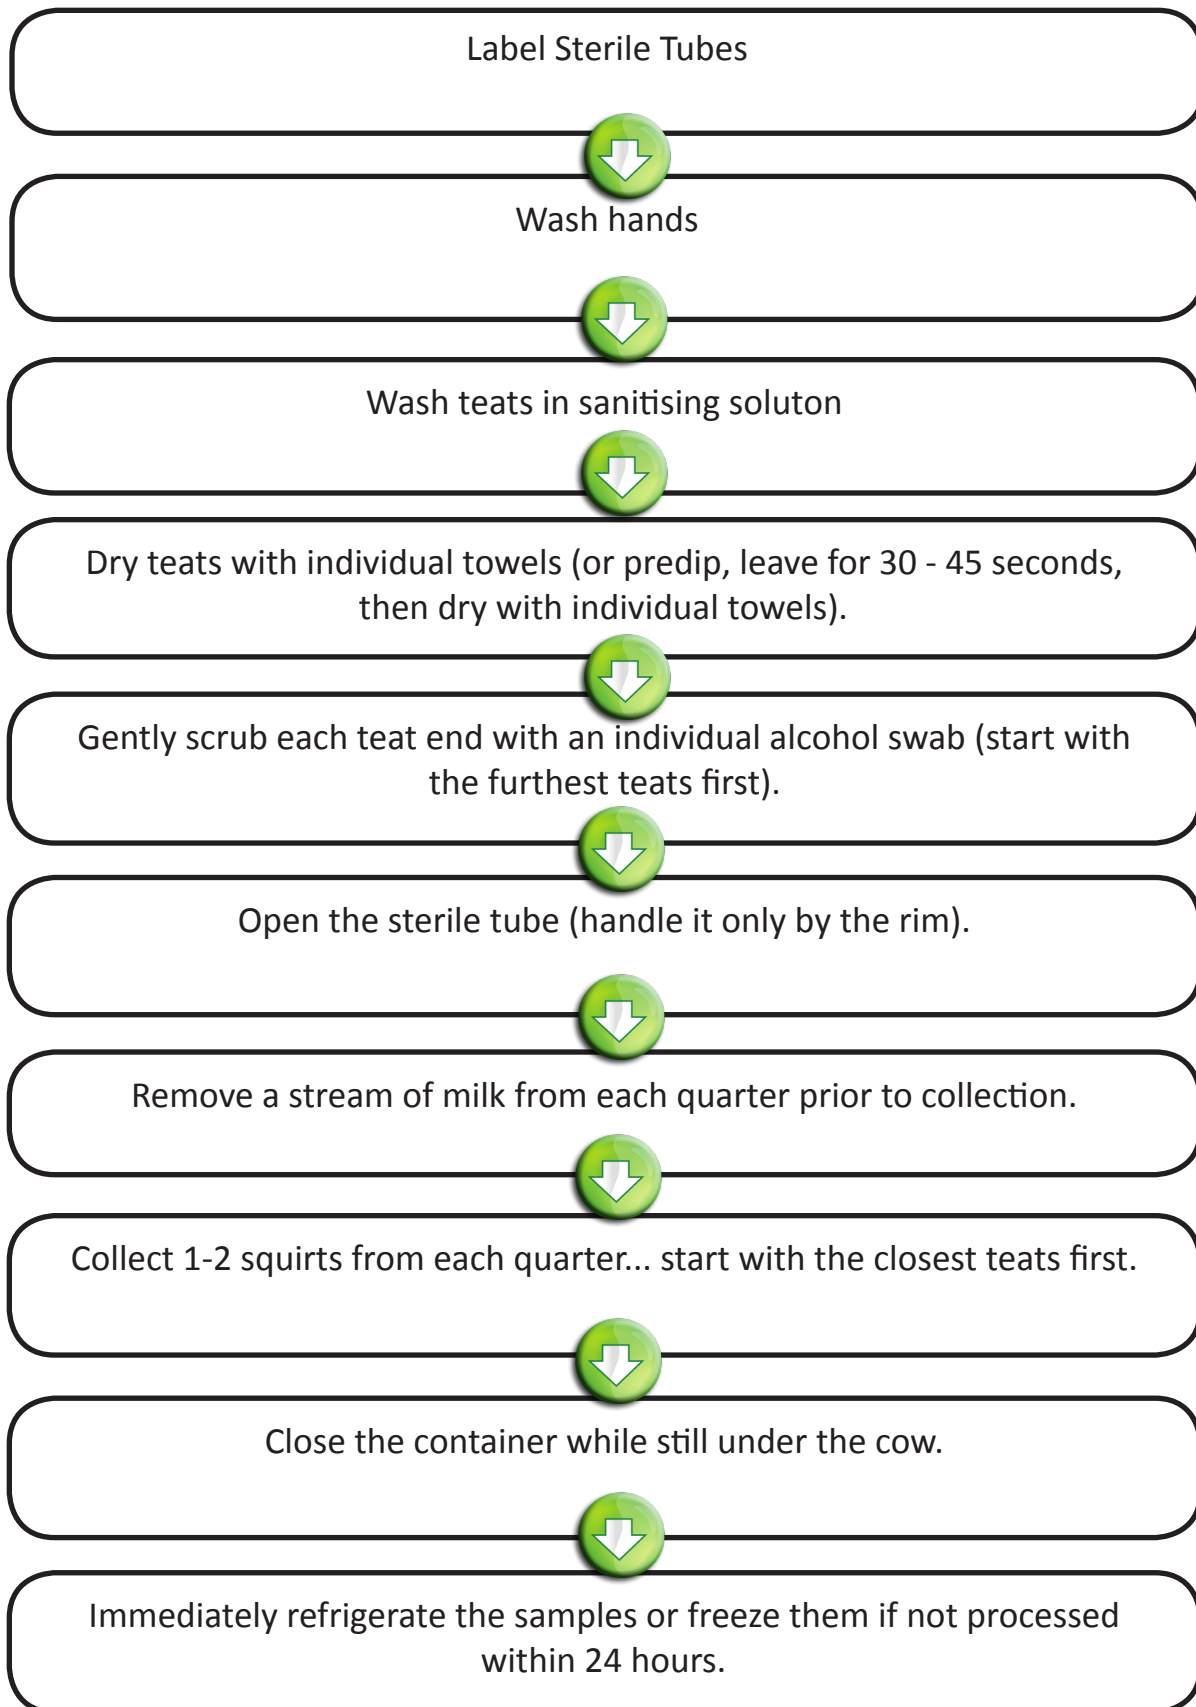 Label Sterile Tubes
Wash hands
Wash teats in sanitising soluton
Dry teats with individual towels (or predip, leave for 30 - 45 seconds,
then dry with individual towels).
Gently scrub each teat end with an individual alcohol swab (start with
the furthest teats first).
Open the sterile tube (handle it only by the rim).
Remove a stream of milk from each quarter prior to collection.
Collect 1-2 squirts from each quarter... start with the closest teats first.
Close the container while still under the cow.
Immediately refrigerate the samples or freeze them if not processed
within 24 hours.